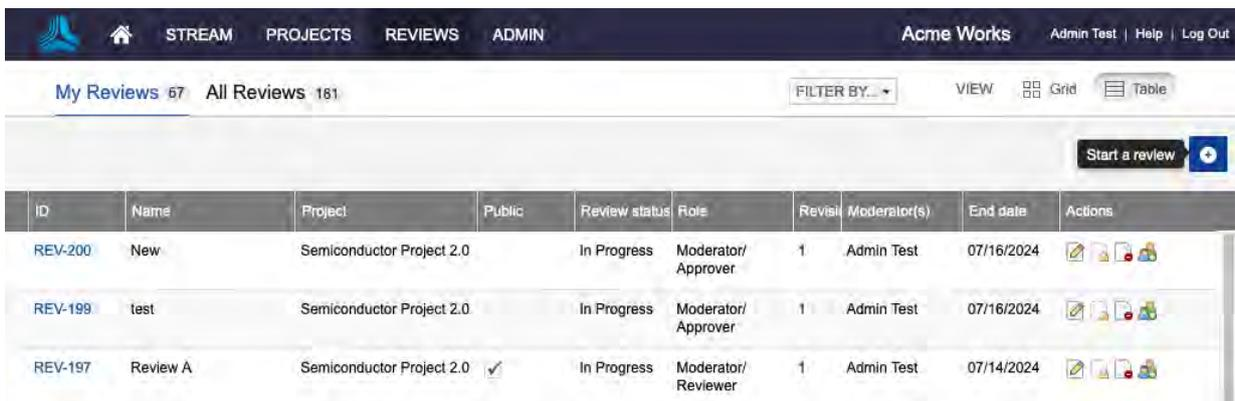 STREAM PROJECTS REVIEWS ADMIN Acme Works Admin Test | Help | Log Out
My Reviews 67 All Reviews 181 FILTER BY... VIEW Grid Table
Start a review
ID Name Project Public Review status Role Revisi Moderator(s) End date Actions
REV-200 New Semiconductor Project 2.0 In Progress Moderator/ 1 Admin Test 07/16/2024
Approver
REV-199 test Semiconductor Project 2.0 In Progress Moderator/ 1 Admin Test 07/16/2024
Approver
REV-197 Review A Semiconductor Project 2.0 In Progress Moderator/ 1 Admin Test 07/14/2024
Reviewer